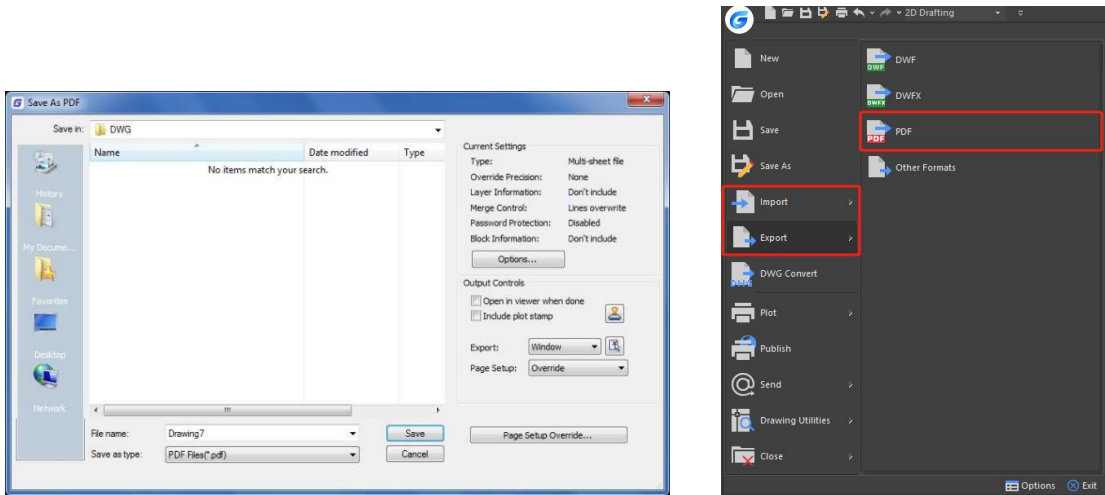 Save As PDF
Save in: DWG
Name Date modified Type
No items match your search.
History
My Docume...
Favorites
Desktop
Network
File name: Drawing7 Save
Save as type: PDF Files(*.pdf) Cancel
Current Settings
Type: Multi-sheet file
Override Precision: None
Layer Information: Don't include
Merge Control: Lines overwrite
Password Protection: Disabled
Block Information: Don't include
Options...
Output Controls
Open in viewer when done
Include plot stamp
Export: Window
Page Setup: Override
Page Setup Override...
2D Drafting
New
Open
Save
Save As
Import
Export
DWG Convert
Plot
Publish
Send
Drawing Utilities
Close
DWF DWF
DWFX DWFX
PDF PDF
Other Formats
Options Exit